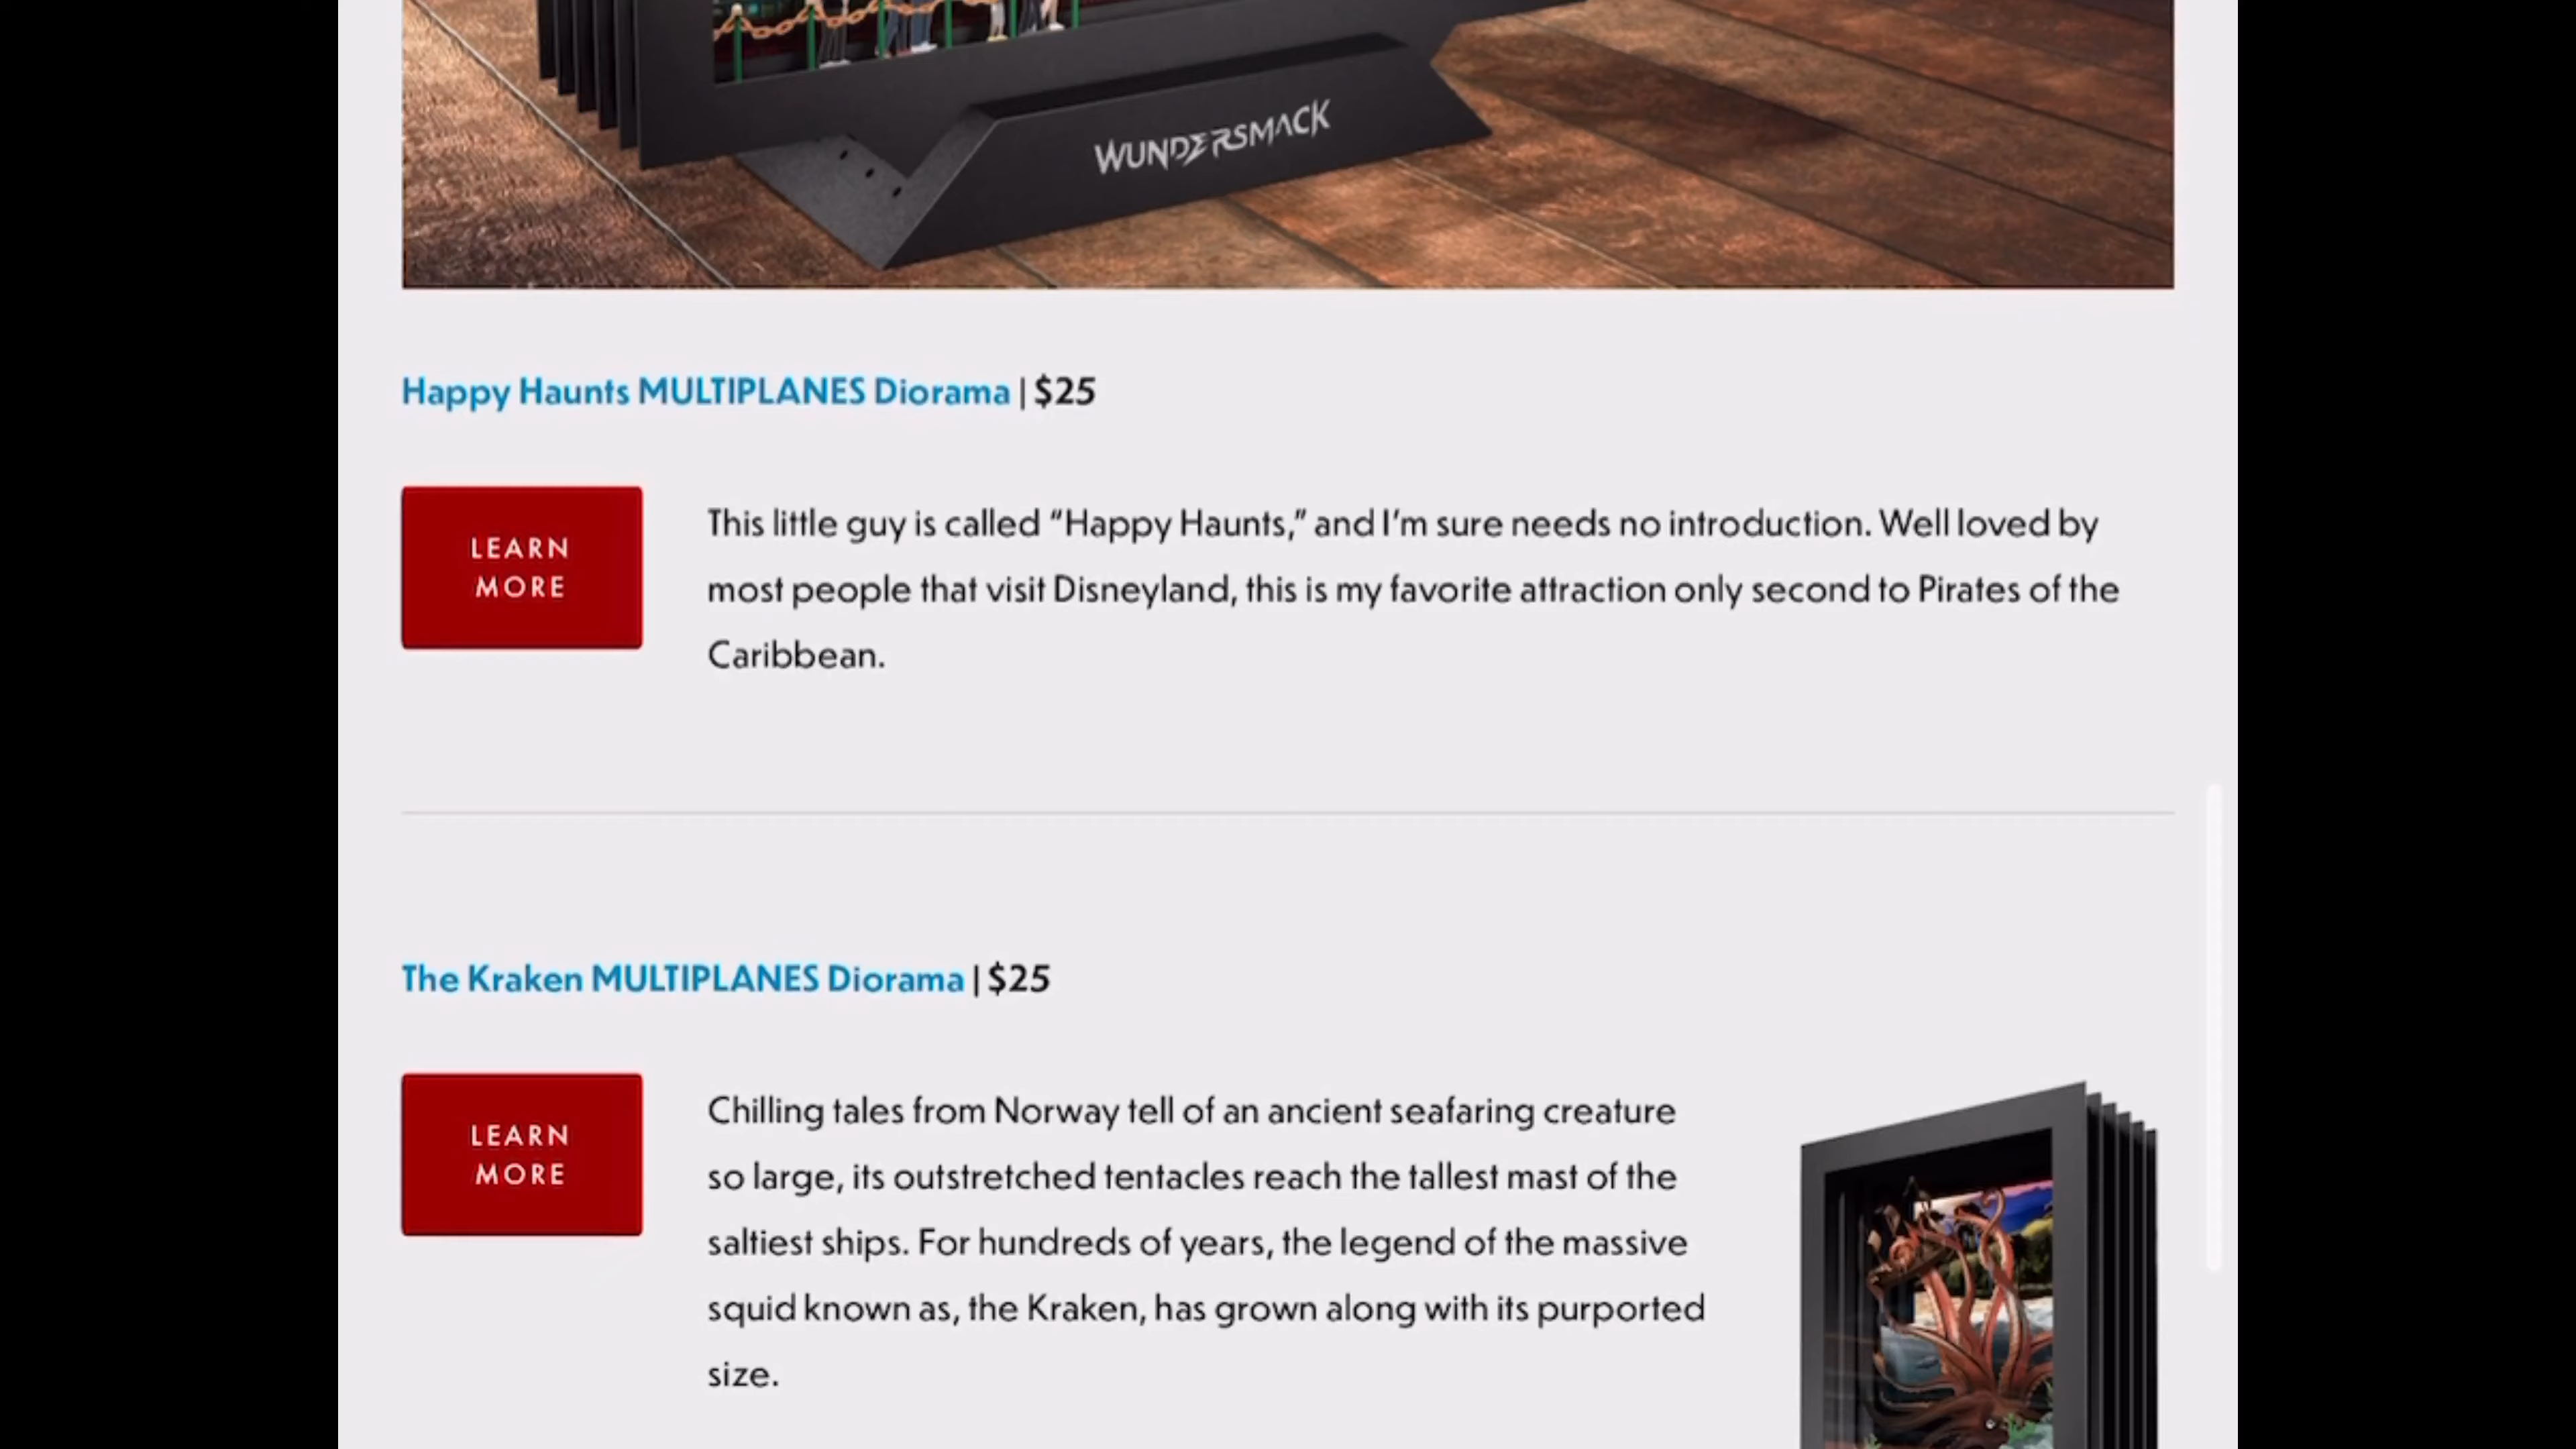 WUNDERSMACK
Happy Haunts MULTIPLANES Diorama | $25
LEARN
MORE
This little guy is called “Happy Haunts,” and I’m sure needs no introduction. Well loved by
most people that visit Disneyland, this is my favorite attraction only second to Pirates of the
Caribbean.
The Kraken MULTIPLANES Diorama | $25
LEARN
MORE
Chilling tales from Norway tell of an ancient seafaring creature
so large, its outstretched tentacles reach the tallest mast of the
saltiest ships. For hundreds of years, the legend of the massive
squid known as, the Kraken, has grown along with its purported
size.